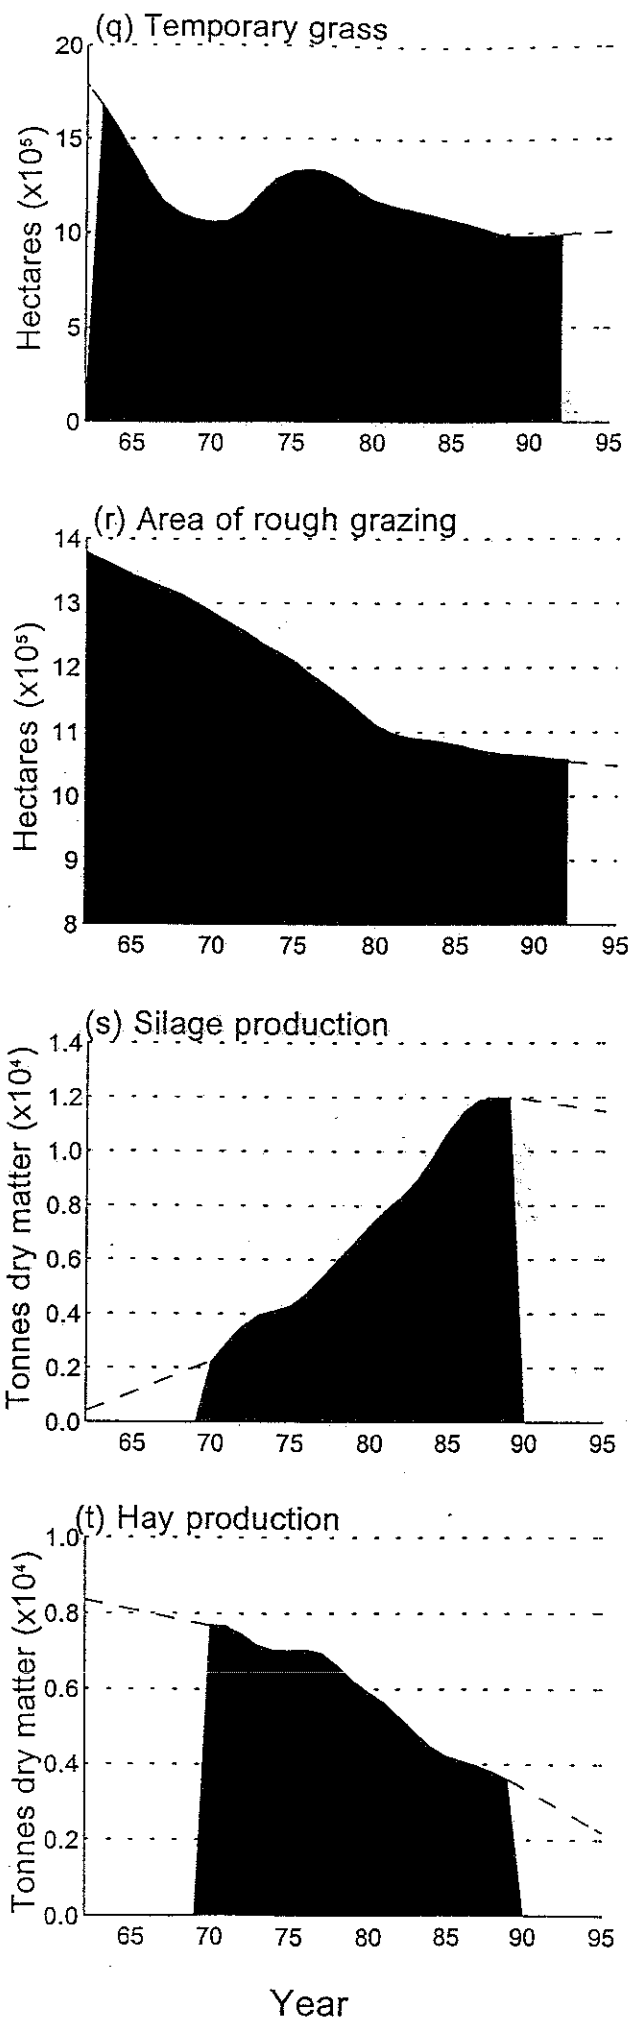 (q) Temporary grass
Hectares (x10⁵)
20
15
10
5
0
65 70 75 80 85 90 95
(r) Area of rough grazing
Hectares (x10⁵)
14
13
12
11
10
9
8
65 70 75 80 85 90 95
(s) Silage production
Tonnes dry matter (x10⁴)
1.4
1.2
1.0
0.8
0.6
0.4
0.2
0.0
65 70 75 80 85 90 95
(t) Hay production
Tonnes dry matter (x10⁴)
1.0
0.8
0.6
0.4
0.2
0.0
65 70 75 80 85 90 95
Year